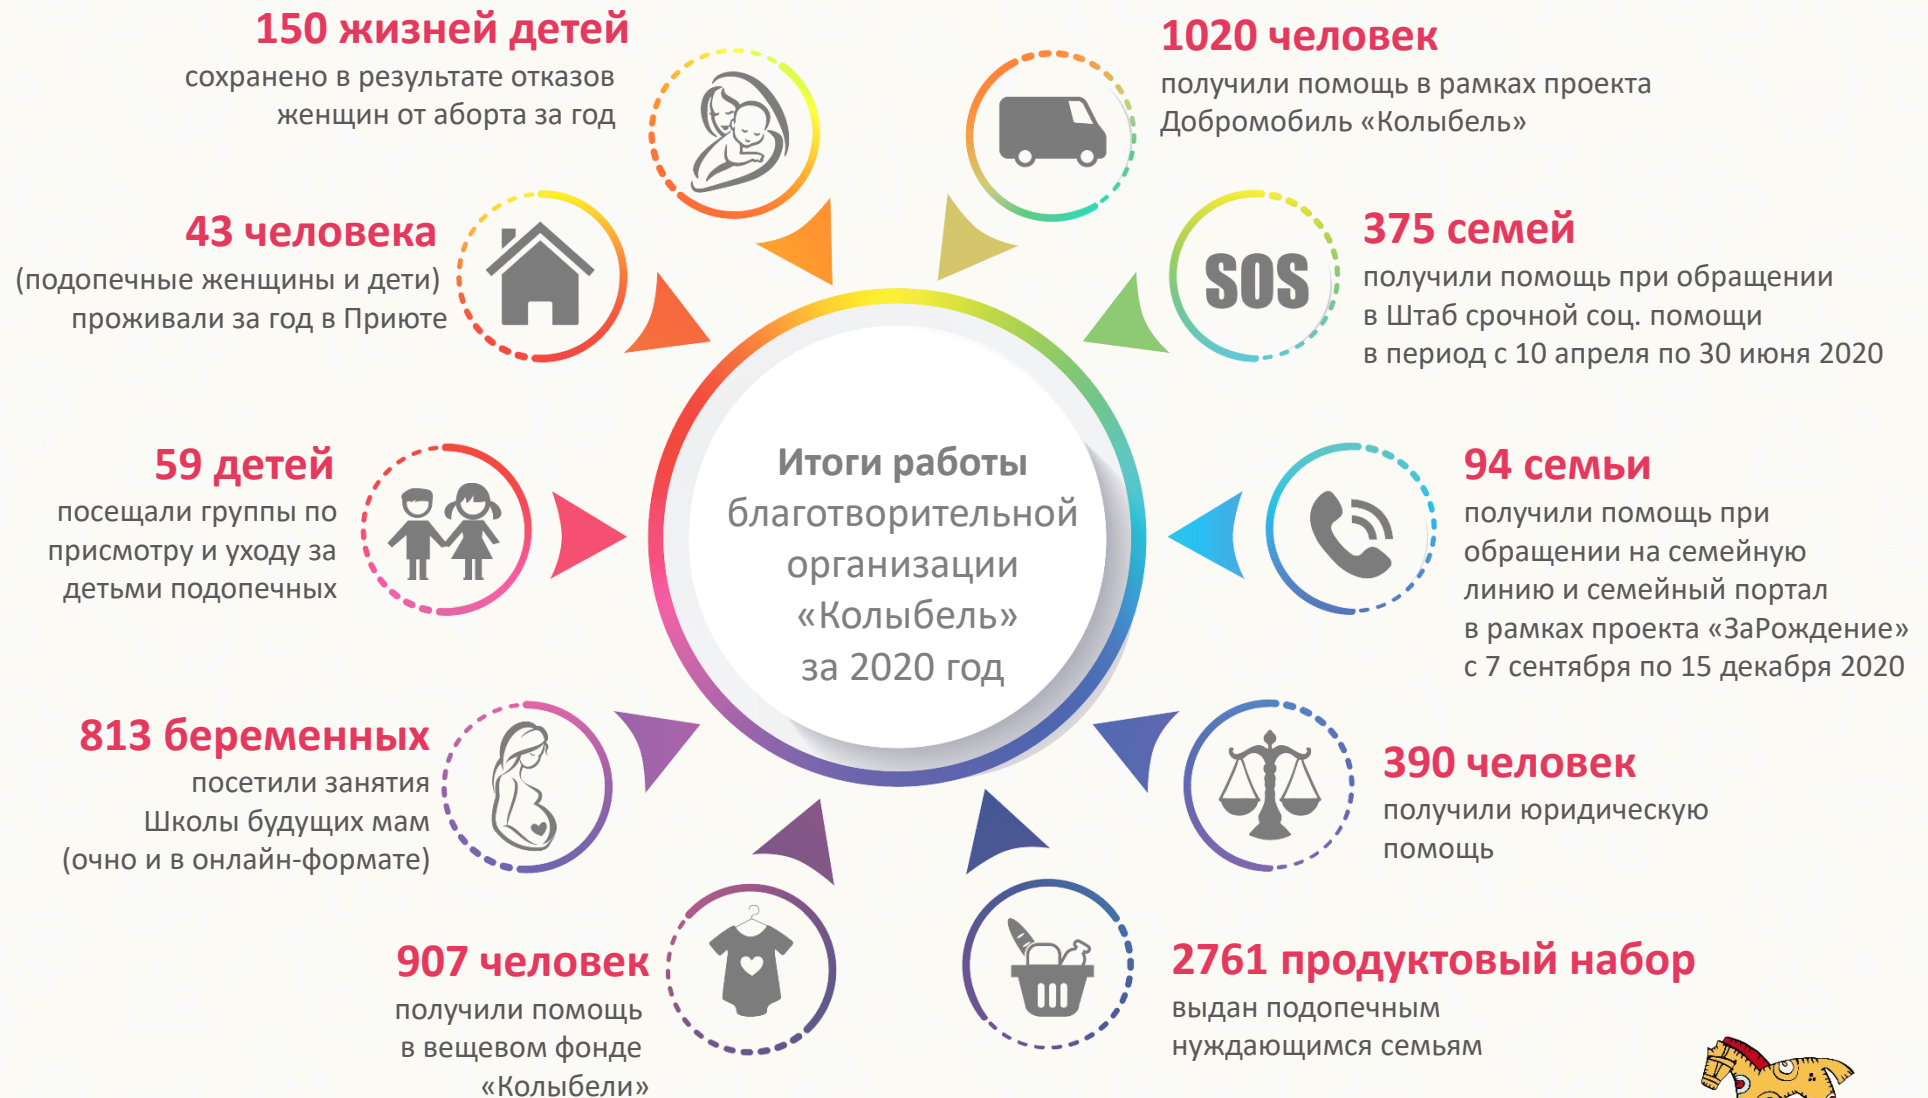 150 жизней детей
сохранено в результате отказов
женщин от аборта за год
1020 человек
получили помощь в рамках проекта
Добромобиль «Колыбель»
43 человека
(подопечные женщины и дети)
проживали за год в Приюте
SOS
375 семей
получили помощь при обращении
в Штаб срочной соц. помощи
в период с 10 апреля по 30 июня 2020
59 детей
посещали группы по
присмотру и уходу за
детьми подопечных
Итоги работы
благотворительной
организации
«Колыбель»
за 2020 год
94 семьи
получили помощь при
обращении на семейную
линию и семейный портал
в рамках проекта «ЗаРождение»
с 7 сентября по 15 декабря 2020
813 беременных
посетили занятия
Школы будущих мам
(очно и в онлайн-формате)
390 человек
получили юридическую
помощь
907 человек
получили помощь
в вещевом фонде
«Колыбели»
2761 продуктовый набор
выдан подопечным
нуждающимся семьям